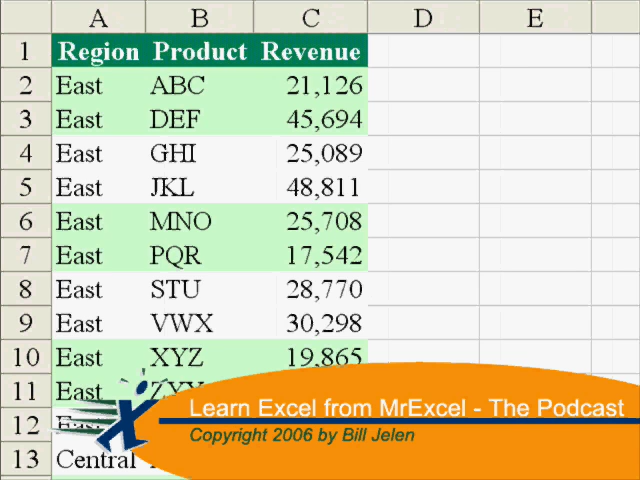 A B C D E
1 Region Product Revenue
2 East ABC 21,126
3 East DEF 45,694
4 East GHI 25,089
5 East JKL 48,811
6 East MNO 25,708
7 East PQR 17,542
8 East STU 28,770
9 East VWX 30,298
10 East XYZ 19,865
11 East
12 East
13 Central
Learn Excel from MrExcel - The Podcast
Copyright 2006 by Bill Jelen